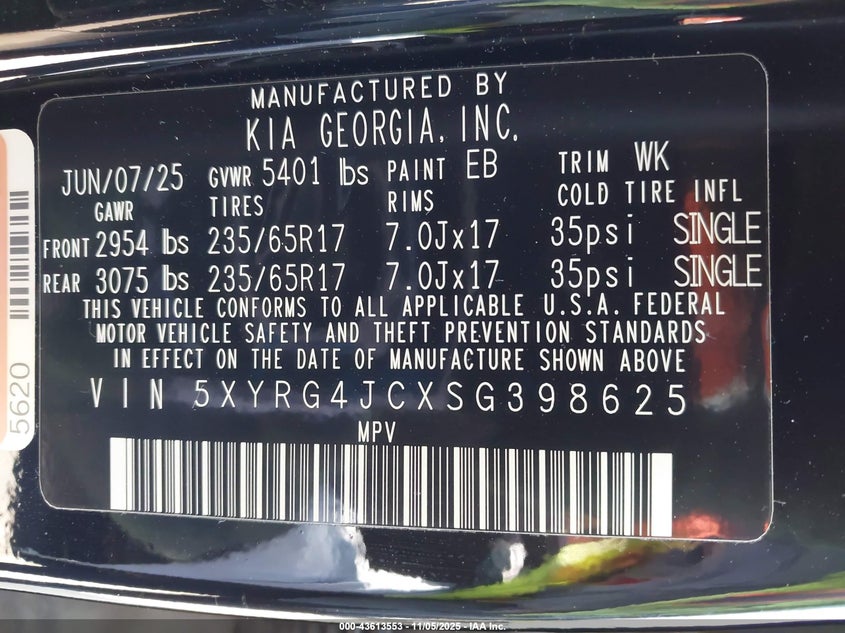 MANUFACTURED BY
KIA GEORGIA, INC.
JUN/07/25 GVWR 5401 lbs PAINT EB TRIM WK
GAWR TIRES RIMS COLD TIRE INFL
FRONT 2954 lbs 235/65R17 7.0Jx17 35psi SINGLE
REAR 3075 lbs 235/65R17 7.0Jx17 35psi SINGLE
THIS VEHICLE CONFORMS TO ALL APPLICABLE U.S.A. FEDERAL
MOTOR VEHICLE SAFETY AND THEFT PREVENTION STANDARDS
IN EFFECT ON THE DATE OF MANUFACTURE SHOWN ABOVE
VIN 5XYRG4JCXSG398625
MPV
5620
000-43613553 - 11/05/2025 - IAA Inc.